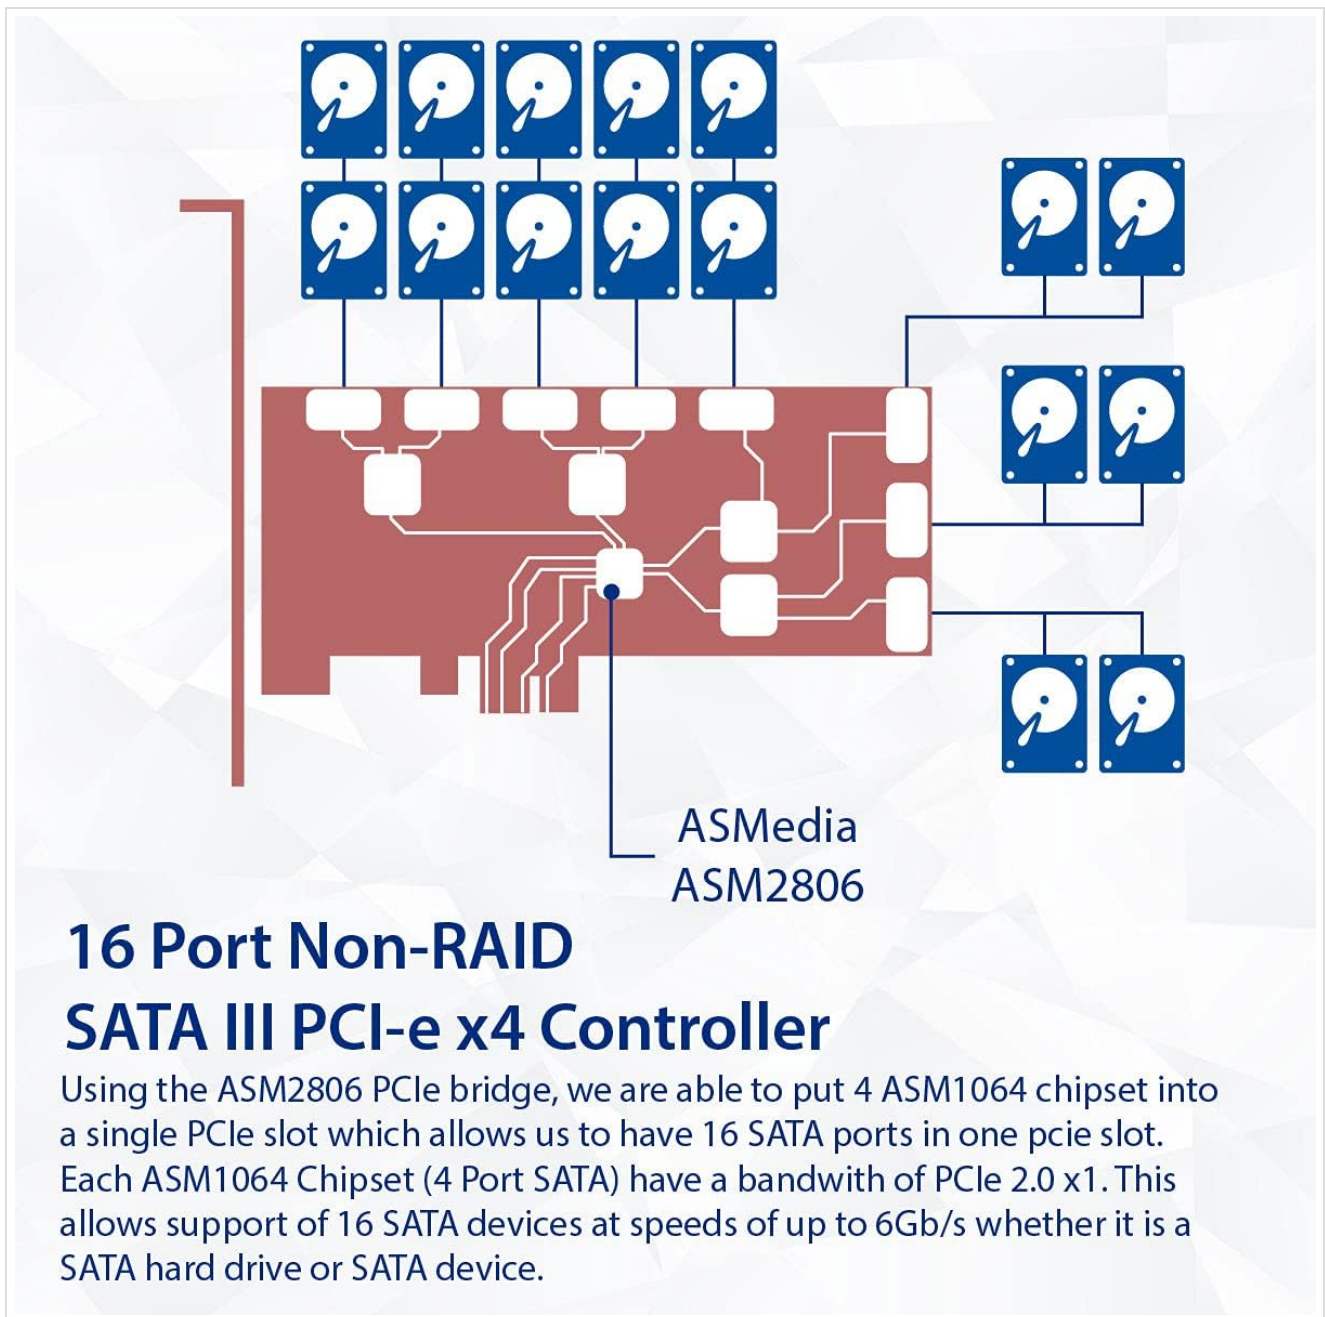 ASMedia
ASM2806
16 Port Non-RAID
SATA III PCI-e x4 Controller
Using the ASM2806 PCIe bridge, we are able to put 4 ASM1064 chipset into
a single PCIe slot which allows us to have 16 SATA ports in one pcie slot.
Each ASM1064 Chipset (4 Port SATA) have a bandwith of PCIe 2.0 x1. This
allows support of 16 SATA devices at speeds of up to 6Gb/s whether it is a
SATA hard drive or SATA device.